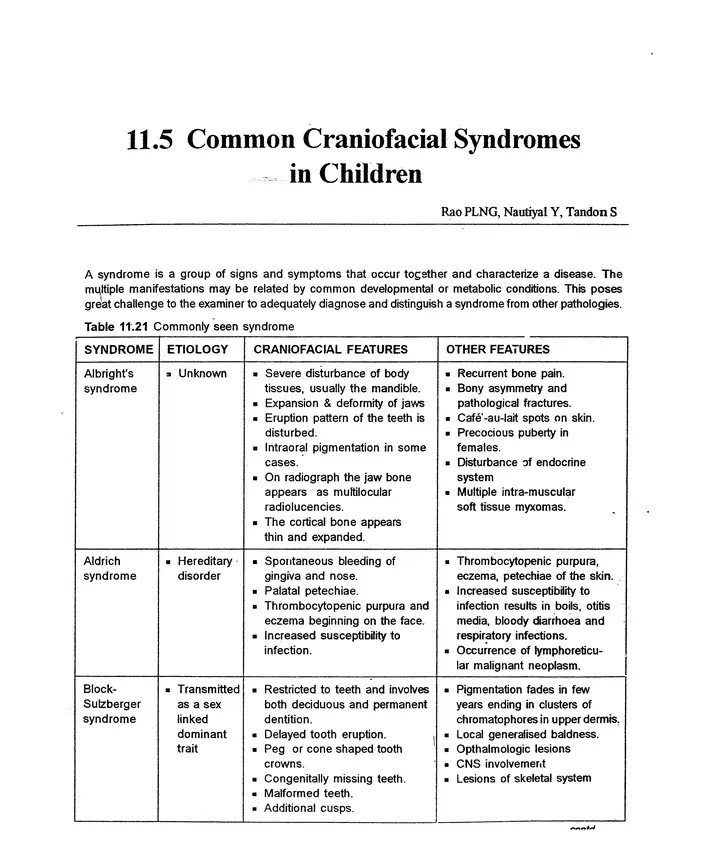 11.5 Common Craniofacial Syndromes
in Children
Rao PLNG, Nautiyal Y, Tandon S
A syndrome is a group of signs and symptoms that occur together and characterize a disease. The
multiple manifestations may be related by common developmental or metabolic conditions. This poses
great challenge to the examiner to adequately diagnose and distinguish a syndrome from other pathologies.
Table 11.21 Commonly seen syndrome
SYNDROME ETIOLOGY CRANIOFACIAL FEATURES OTHER FEATURES
Albright's
syndrome
▪ Unknown
▪ Severe disturbance of body
tissues, usually the mandible.
▪ Expansion & deformity of jaws
▪ Eruption pattern of the teeth is
disturbed.
▪ Intraoral pigmentation in some
cases.
▪ On radiograph the jaw bone
appears as multilocular
radiolucencies.
▪ The cortical bone appears
thin and expanded.
▪ Recurrent bone pain.
▪ Bony asymmetry and
pathological fractures.
▪ Café-au-lait spots on skin.
▪ Precocious puberty in
females.
▪ Disturbance of endocrine
system
▪ Multiple intra-muscular
soft tissue myxomas.
Aldrich
syndrome
▪ Hereditary
disorder
▪ Spontaneous bleeding of
gingiva and nose.
▪ Palatal petechiae.
▪ Thrombocytopenic purpura and
eczema beginning on the face.
▪ Increased susceptibility to
infection.
▪ Thrombocytopenic purpura,
eczema, petechiae of the skin.
▪ Increased susceptibility to
infection results in boils, otitis
media, bloody diarrhoea and
respiratory infections.
▪ Occurrence of lymphoreticu-
lar malignant neoplasm.
Block-
Sulzberger
syndrome
▪ Transmitted
as a sex
linked
dominant
trait
▪ Restricted to teeth and involves
both deciduous and permanent
dentition.
▪ Delayed tooth eruption.
▪ Peg or cone shaped tooth
crowns.
▪ Congenitally missing teeth.
▪ Malformed teeth.
▪ Additional cusps.
▪ Pigmentation fades in few
years ending in clusters of
chromatophores in upper dermis.
▪ Local generalised baldness.
▪ Opthalmologic lesions
▪ CNS involvement
▪ Lesions of skeletal system